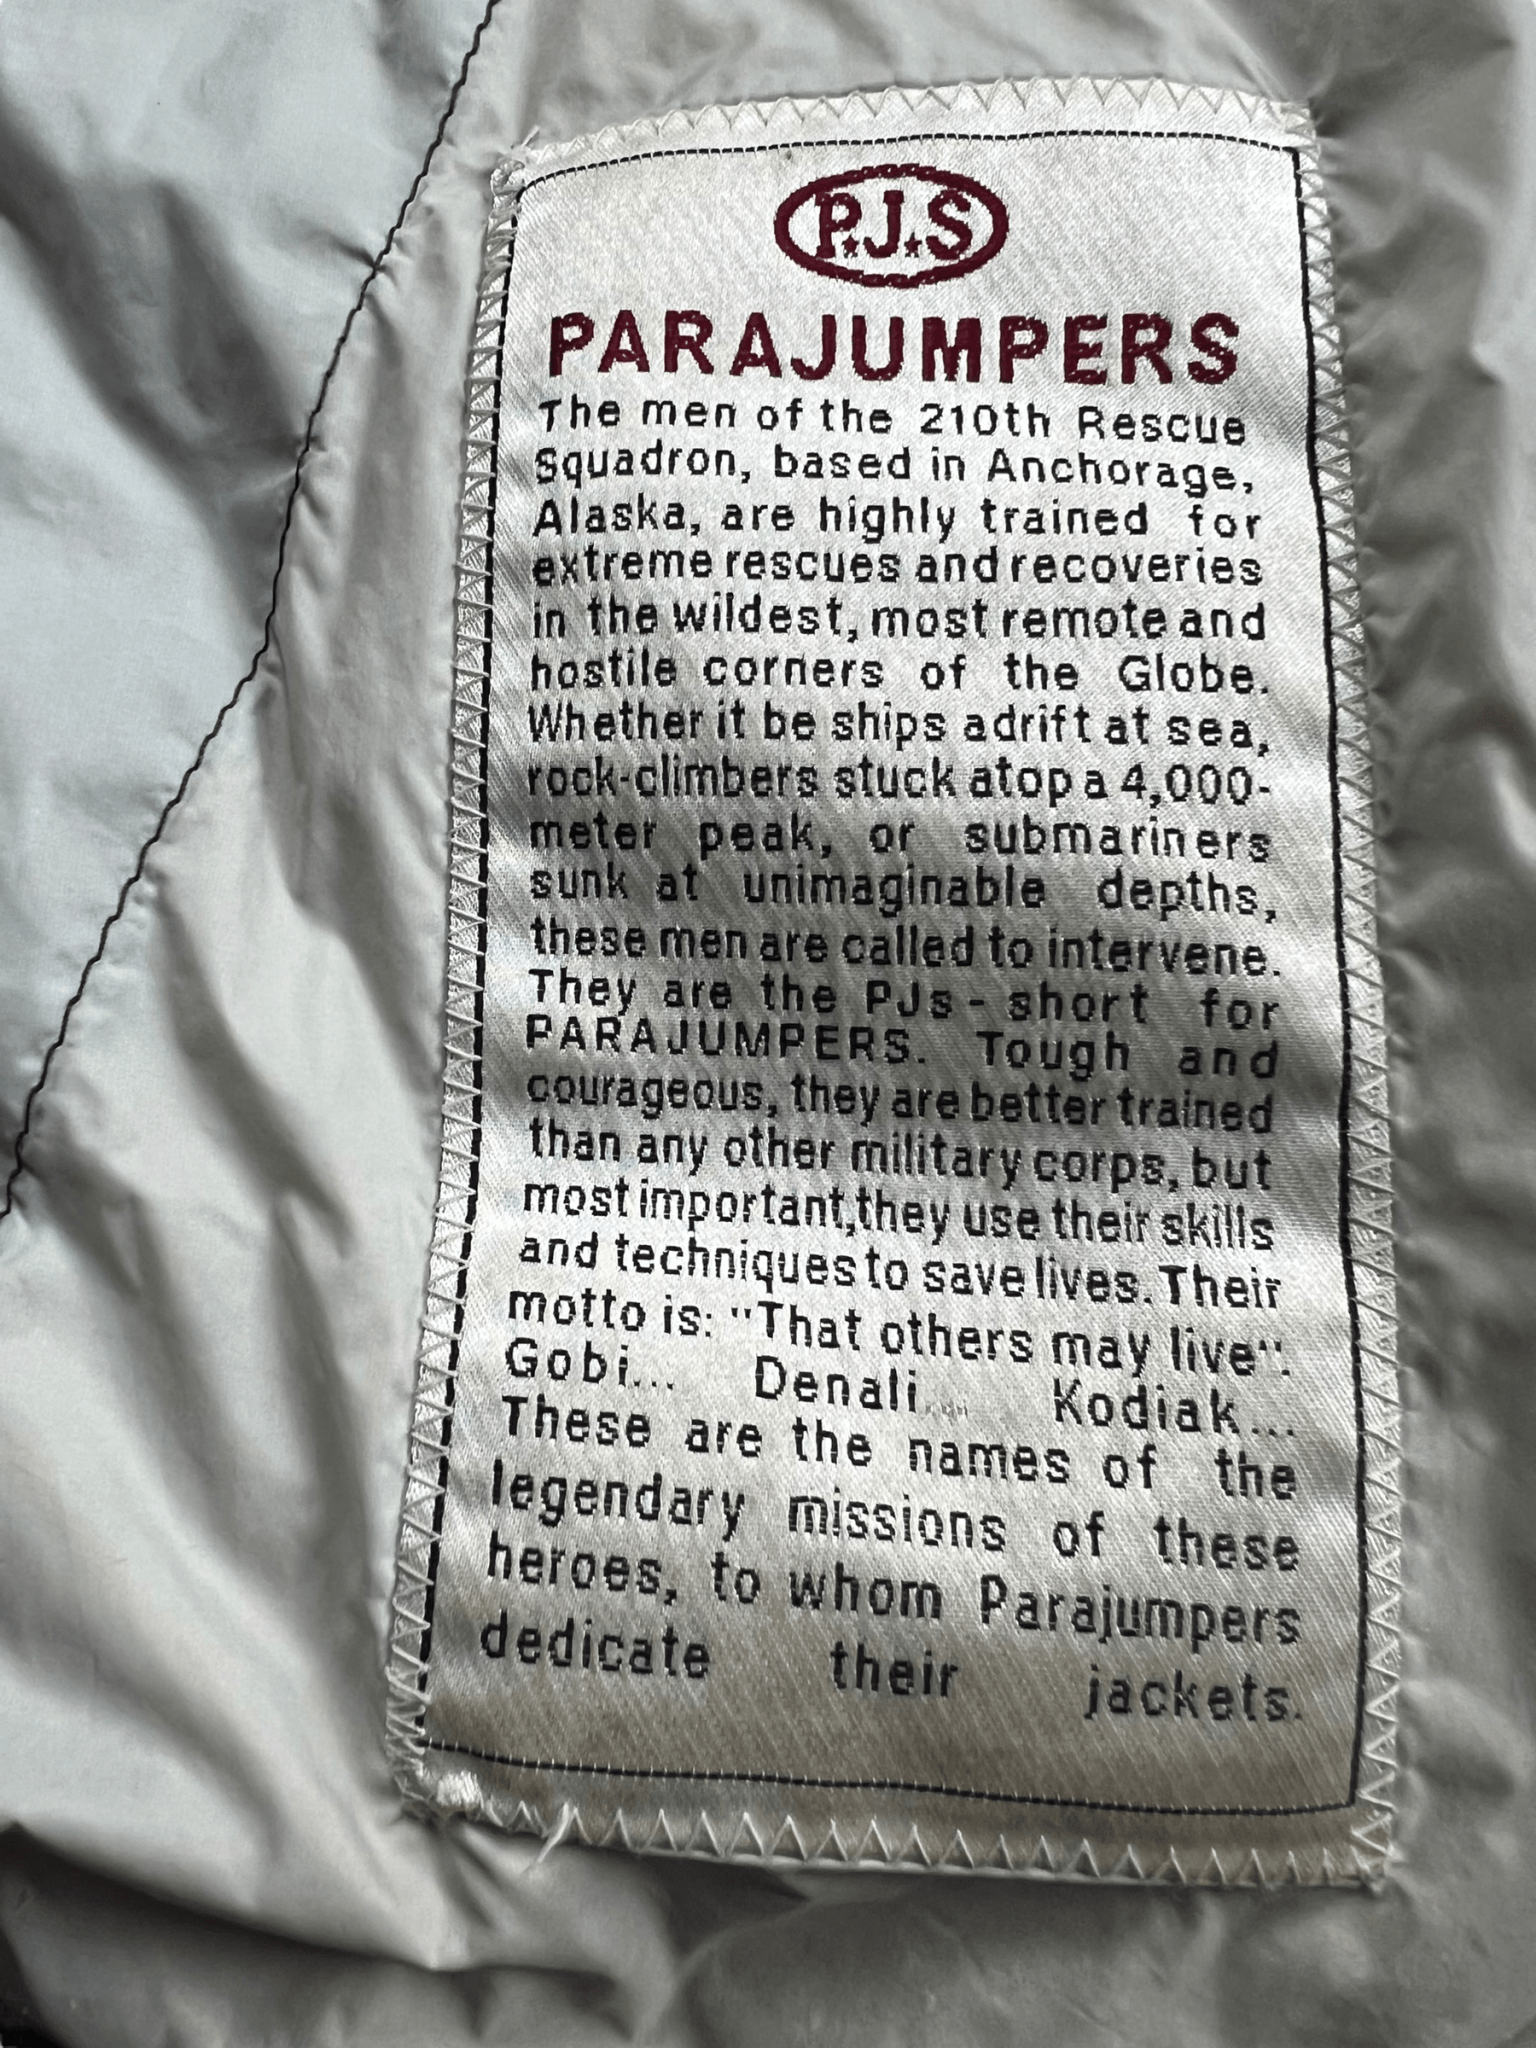 P.J.S
PARAJUMPERS
The men of the 210th Rescue
Squadron, based in Anchorage,
Alaska, are highly trained for
extreme rescues and recoveries
in the wildest, most remote and
hostile corners of the Globe.
Whether it be ships adrift at sea,
rock-climbers stuck atop a 4,000-
meter peak, or submariners
sunk at unimaginable depths,
these men are called to intervene.
They are the PJs - short for
PARAJUMPERS. Tough and
courageous, they are better trained
than any other military corps, but
most important,they use their skills
and techniques to save lives. Their
motto is: "That others may live".
Gobi... Denali... Kodiak...
These are the names of the
legendary missions of these
heroes, to whom Parajumpers
dedicate their jackets.